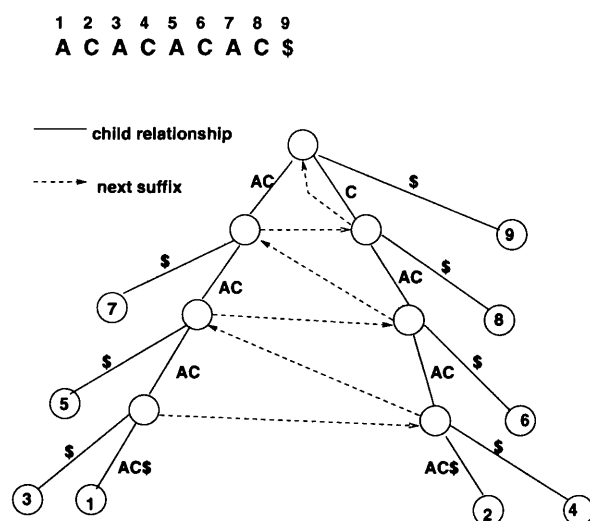 1 2 3 4 5 6 7 8 9
A C A C A C A C $
child relationship
next suffix
AC C $
9
$ AC AC $
7 8
$ AC AC $
5 6
$ AC$ AC$ $
3 1 2 4